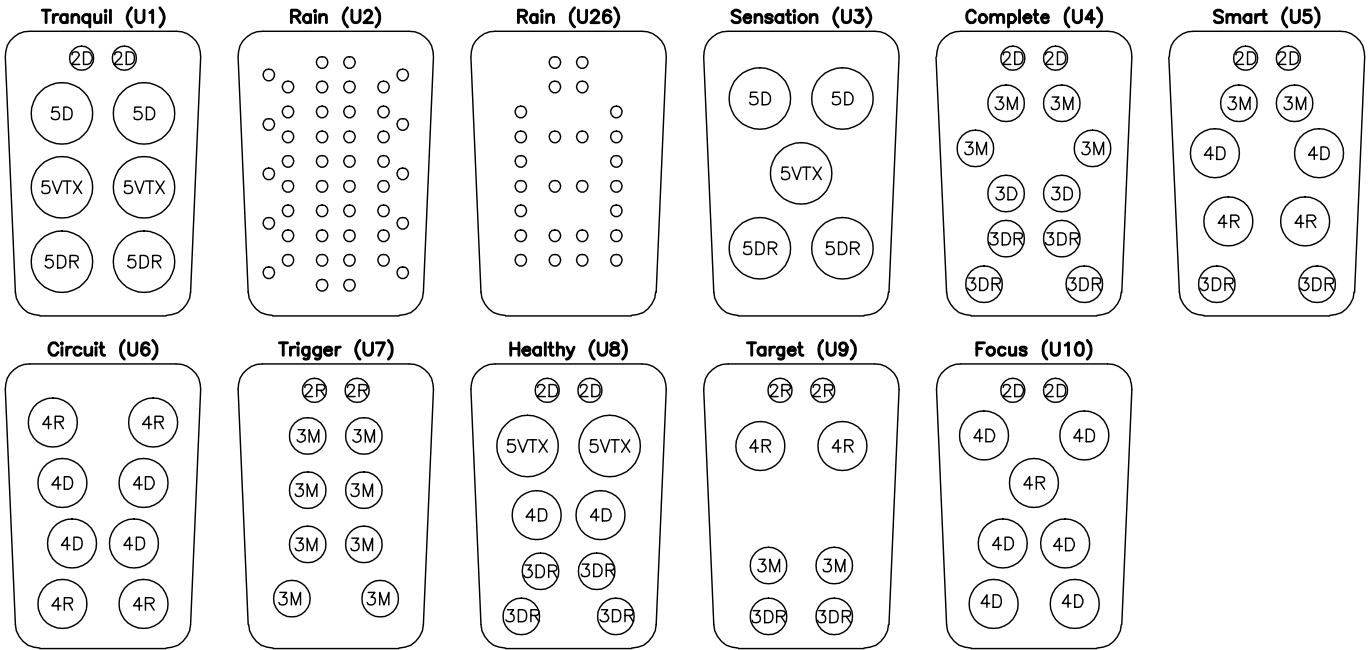 Tranquil (U1)
2D 2D
5D 5D
5VTX 5VTX
5DR 5DR
Rain (U2)
Rain (U26)
Sensation (U3)
5D 5D
5VTX
5DR 5DR
Complete (U4)
2D 2D
3M 3M
3M 3M
3D 3D
3DR 3DR
3DR 3DR
Smart (U5)
2D 2D
3M 3M
4D 4D
4R 4R
3DR 3DR
Circuit (U6)
4R 4R
4D 4D
4D 4D
4R 4R
Trigger (U7)
2R 2R
3M 3M
3M 3M
3M 3M
3M 3M
Healthy (U8)
2D 2D
5VTX 5VTX
4D 4D
3DR 3DR
3DR 3DR
Target (U9)
2R 2R
4R 4R
3M 3M
3DR 3DR
Focus (U10)
2D 2D
4D 4D
4R
4D 4D
4D 4D